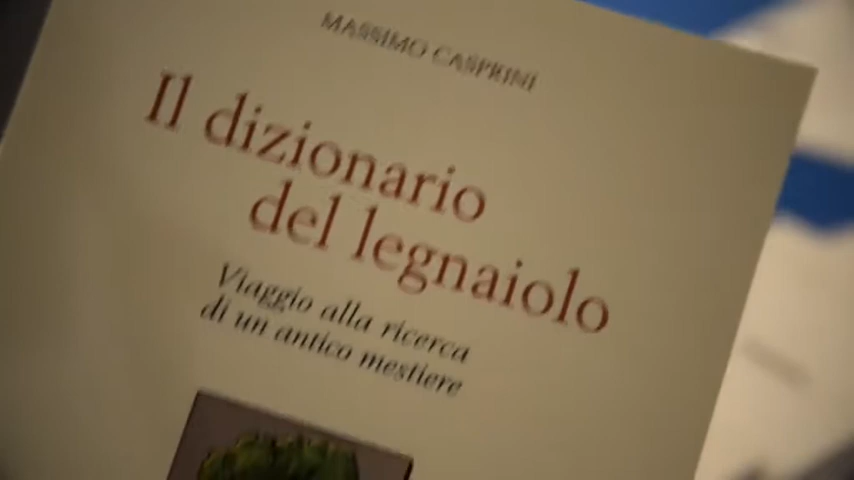 MASSIMO CASPRINI
Il dizionario
del legnaiolo
Viaggio alla ricerca
di un antico mestiere